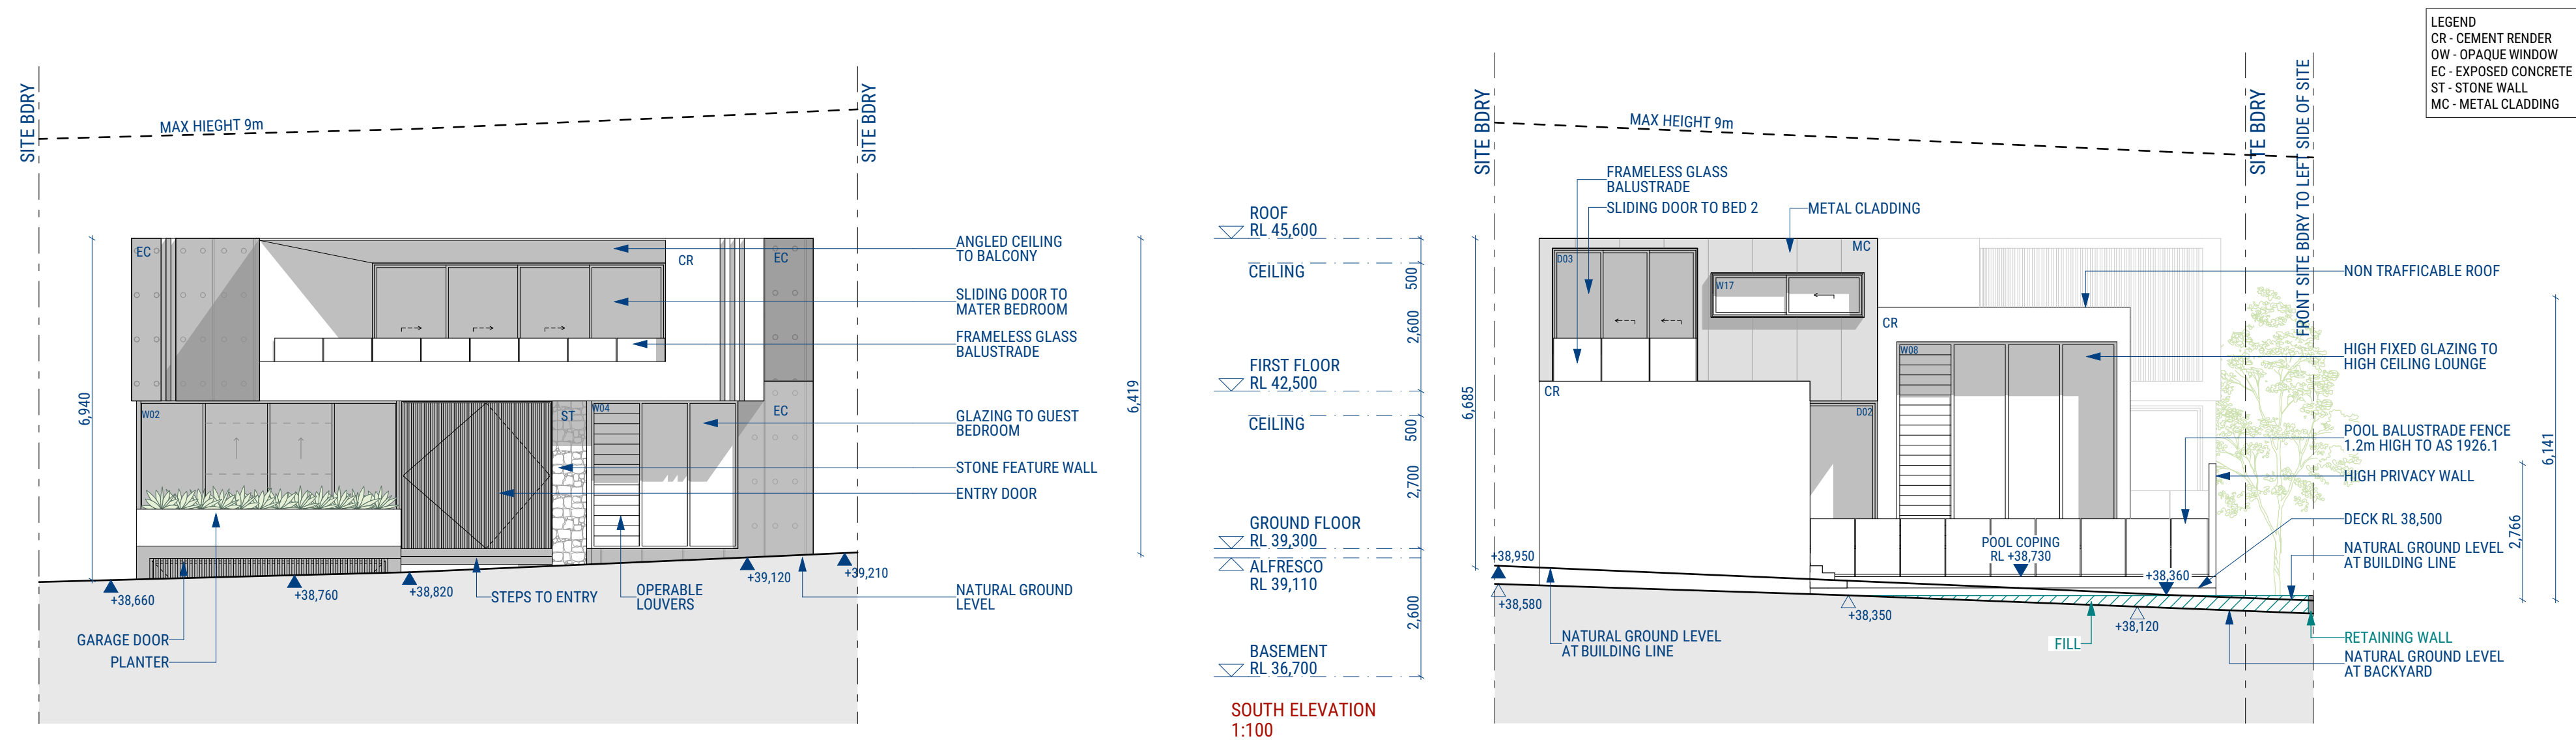 SITE BDRY
MAX HIEGHT 9m
SITE BDRY
EC
CR
EC
6,940
W02
ST
W04
EC
+38,660
+38,760
+38,820
+39,120
+39,210
GARAGE DOOR
PLANTER
STEPS TO ENTRY
OPERABLE
LOUVERS
ANGLED CEILING
TO BALCONY
SLIDING DOOR TO
MATER BEDROOM
FRAMELESS GLASS
BALUSTRADE
GLAZING TO GUEST
BEDROOM
STONE FEATURE WALL
ENTRY DOOR
NATURAL GROUND
LEVEL
6,419
ROOF
RL 45,600
CEILING
FIRST FLOOR
RL 42,500
CEILING
GROUND FLOOR
RL 39,300
ALFRESCO
RL 39,110
BASEMENT
RL 36,700
500
2,600
500
2,700
2,600
SOUTH ELEVATION
1:100
6,685
SITE BDRY
MAX HEIGHT 9m
SITE BDRY
FRONT SITE BDRY TO LEFT SIDE OF SITE
FRAMELESS GLASS
BALUSTRADE
SLIDING DOOR TO BED 2
METAL CLADDING
D03
MC
W17
CR
CR
W08
D02
POOL COPING
RL +38,730
+38,950
+38,580
+38,360
+38,350
+38,120
NATURAL GROUND LEVEL
AT BUILDING LINE
FILL
NON TRAFFICABLE ROOF
HIGH FIXED GLAZING TO
HIGH CEILING LOUNGE
POOL BALUSTRADE FENCE
1.2m HIGH TO AS 1926.1
HIGH PRIVACY WALL
DECK RL 38,500
NATURAL GROUND LEVEL
AT BUILDING LINE
RETAINING WALL
NATURAL GROUND LEVEL
AT BACKYARD
2,766
6,141
LEGEND
CR - CEMENT RENDER
OW - OPAQUE WINDOW
EC - EXPOSED CONCRETE
ST - STONE WALL
MC - METAL CLADDING